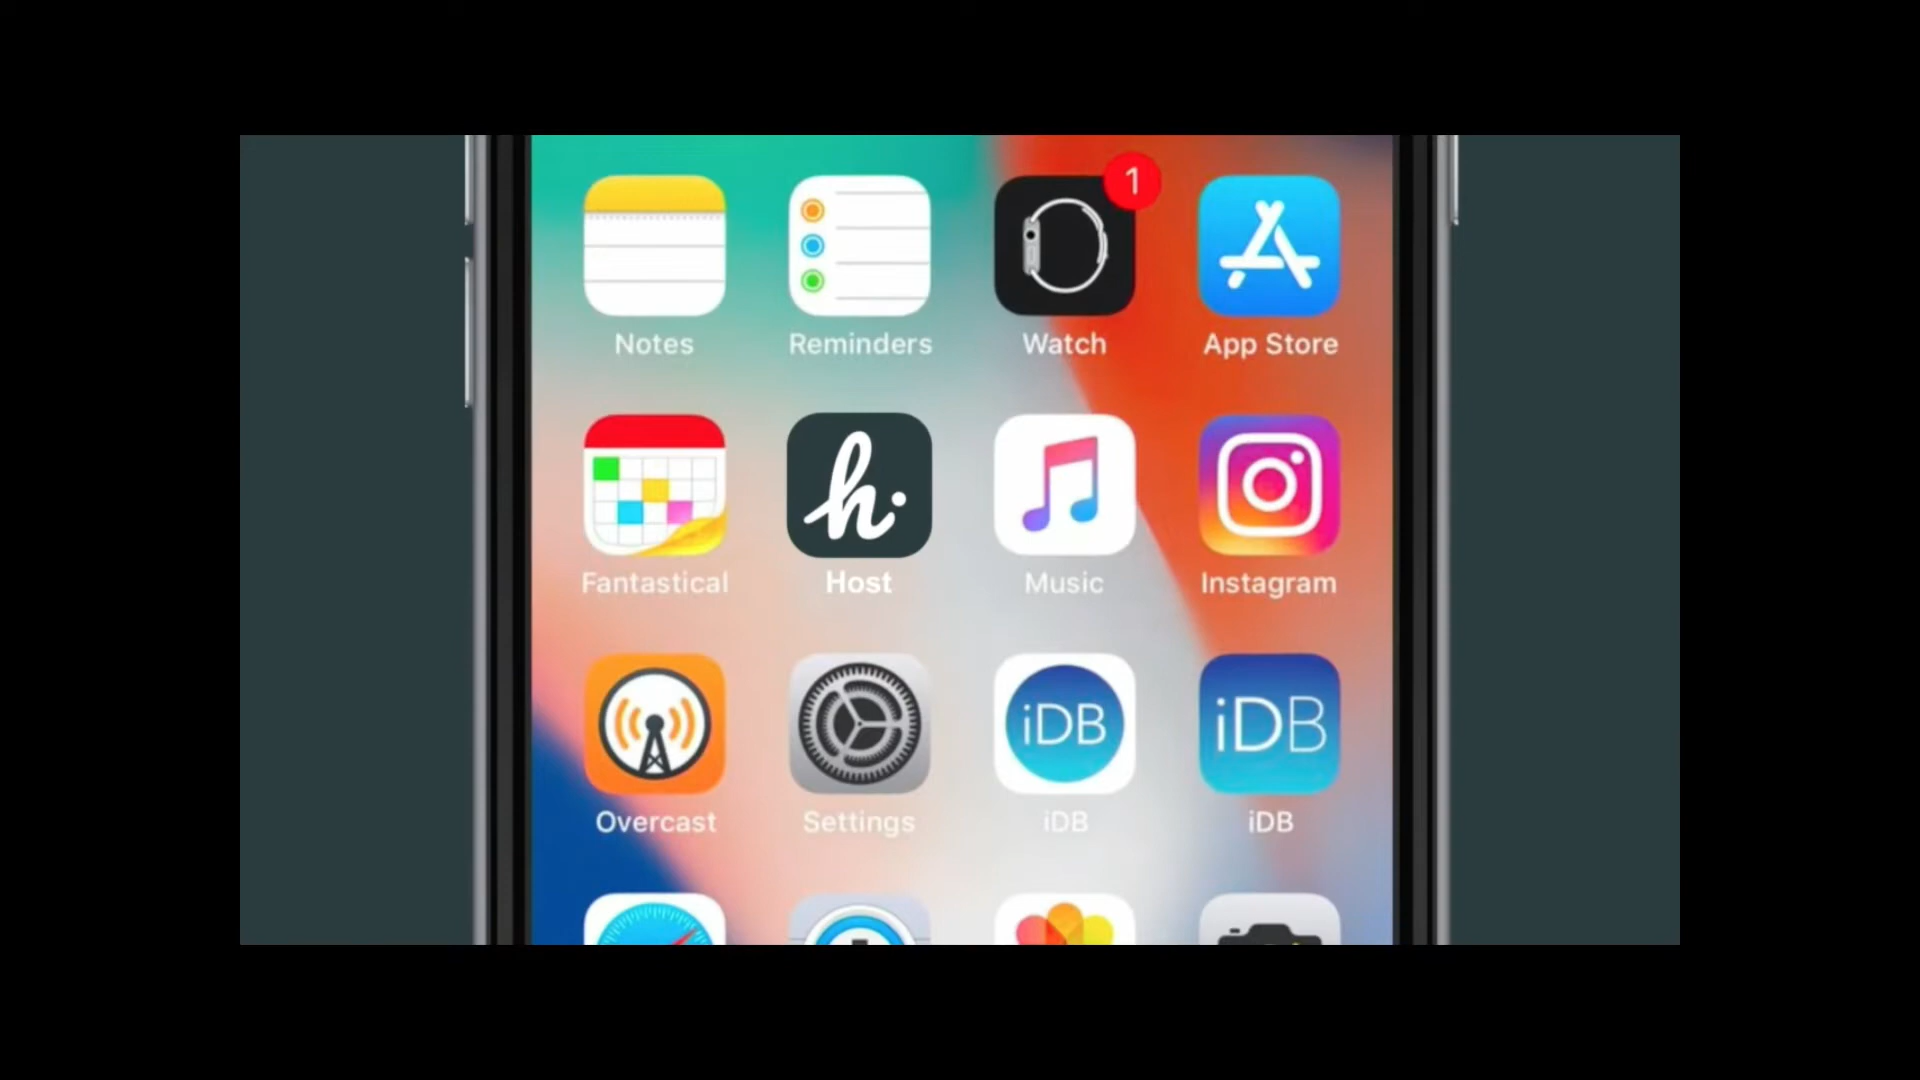 1
Notes Reminders Watch App Store
h.
Fantastical Host Music Instagram
iDB iDB
Overcast Settings iDB iDB